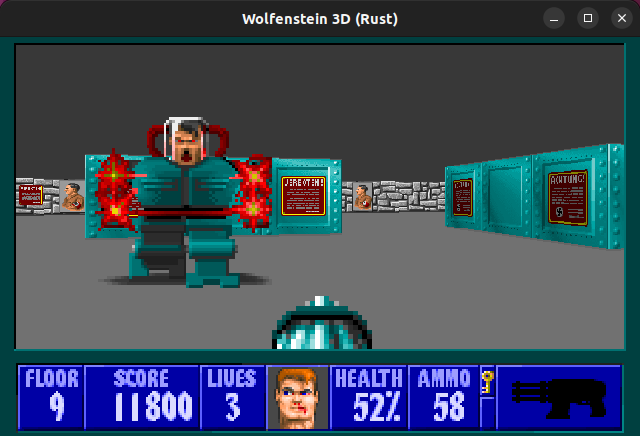 Wolfenstein 3D (Rust)
VERBOTEN!
ACHTUNG!
FLOOR SCORE LIVES HEALTH AMMO
9 11800 3 52% 58